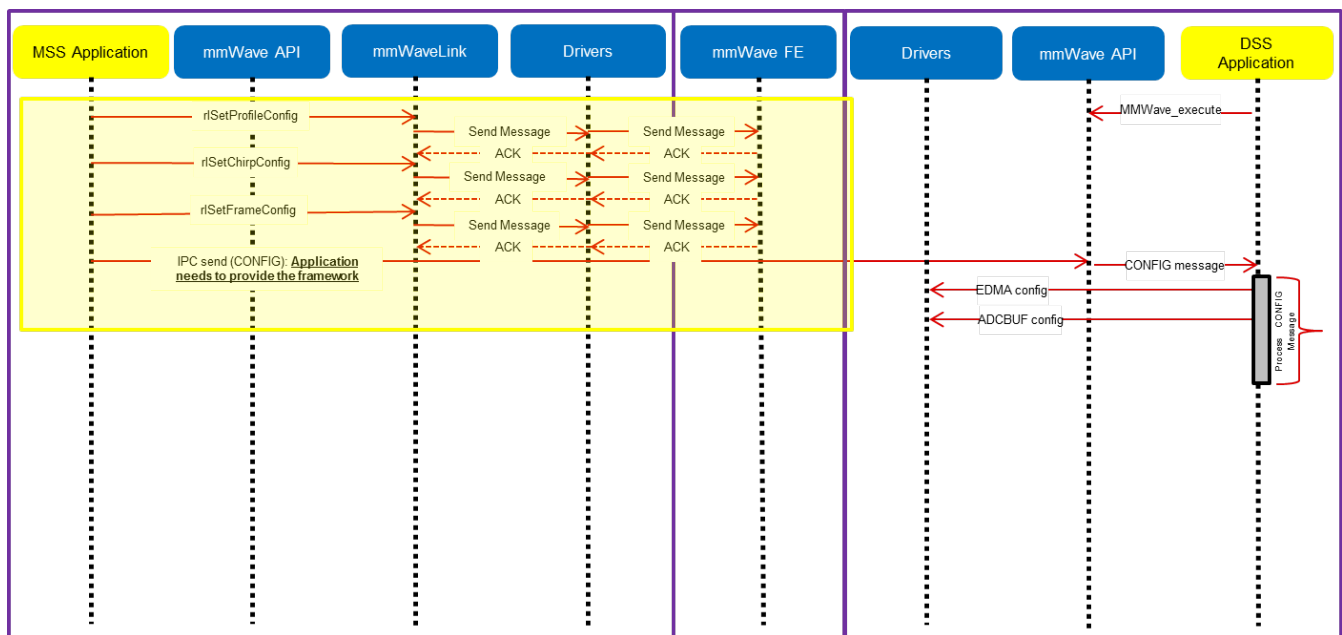 MSS Application
mmWave API
mmWaveLink
Drivers
mmWave FE
Drivers
mmWave API
DSS
Application
rlSetProfileConfig
MMWave_execute
Send Message
Send Message
ACK
ACK
rlSetChirpConfig
Send Message
Send Message
ACK
ACK
rlSetFrameConfig
Send Message
Send Message
ACK
ACK
IPC send (CONFIG): Application
needs to provide the framework
CONFIG message
EDMA config
ADCBUF config
Process CONFIG
Message